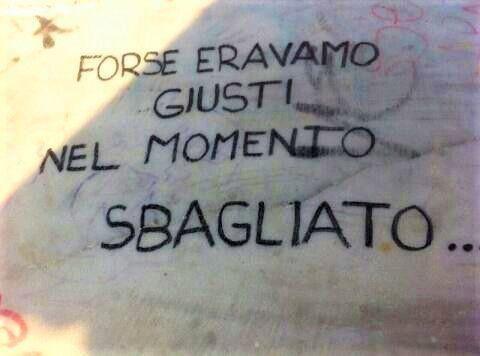 FORSE ERAVAMO
GIUSTI
NEL MOMENTO
SBAGLIATO...